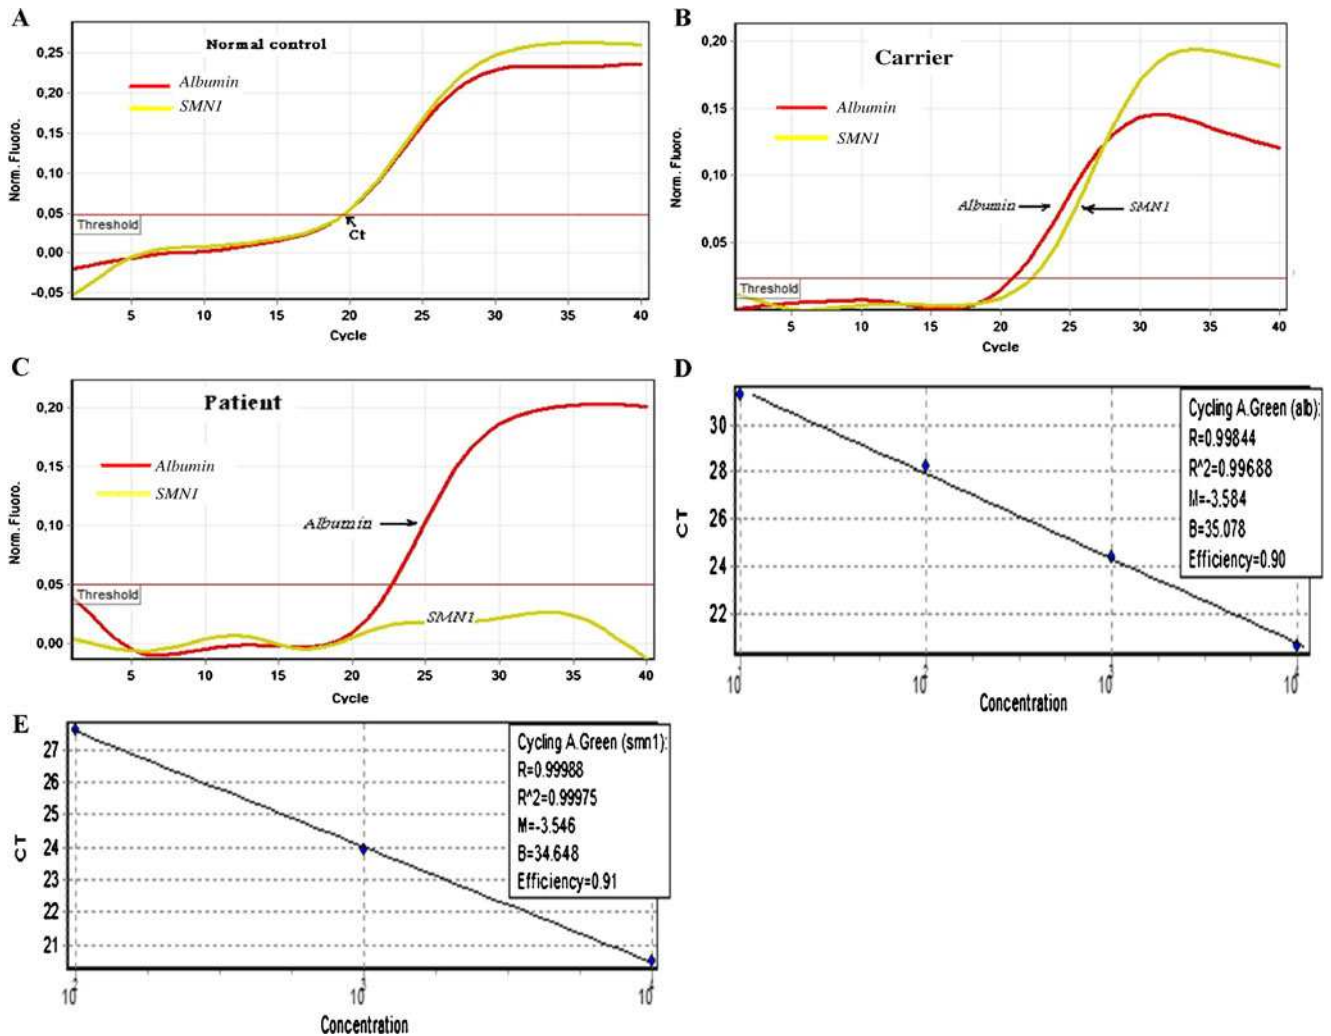 A
Normal control
Albumin
SMN1
Norm. Fluoro.
0,25
0,20
0,15
0,10
0,05
0,00
-0,05
Threshold
Ct
5 10 15 20 25 30 35 40
Cycle
B
Carrier
Albumin
SMN1
Norm. Fluoro.
0,20
0,15
0,10
0,05
Albumin
SMN1
Threshold
5 10 15 20 25 30 35 40
Cycle
C
Patient
Albumin
SMN1
Norm. Fluoro.
0,20
0,15
0,10
0,05
0,00
Albumin
Threshold
SMN1
5 10 15 20 25 30 35 40
Cycle
D
CT
30
28
26
24
22
Cycling A.Green (alb):
R=0.99844
R^2=0.99688
M=-3.584
B=35.078
Efficiency=0.90
Concentration
E
CT
27
26
25
24
23
22
21
Cycling A.Green (smn1):
R=0.99988
R^2=0.99975
M=-3.546
B=34.648
Efficiency=0.91
Concentration